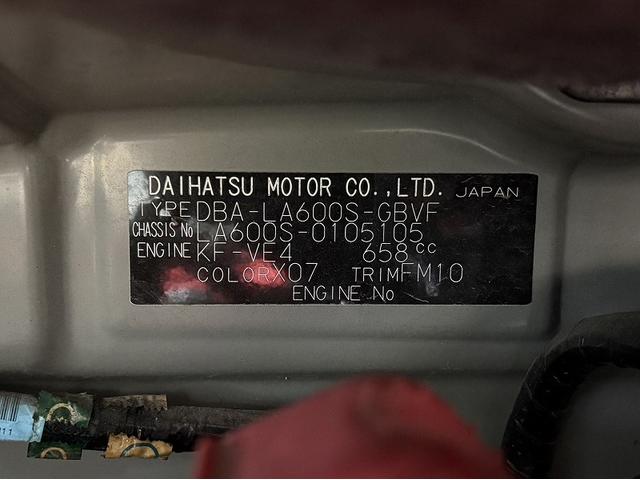 DAIHATSU MOTOR CO.,LTD. JAPAN
TYPE DBA-LA600S-GBVF
CHASSIS No LA600S-0105105
ENGINE KF-VE4 658cc
COLOR X07 TRIM FM10
ENGINE No